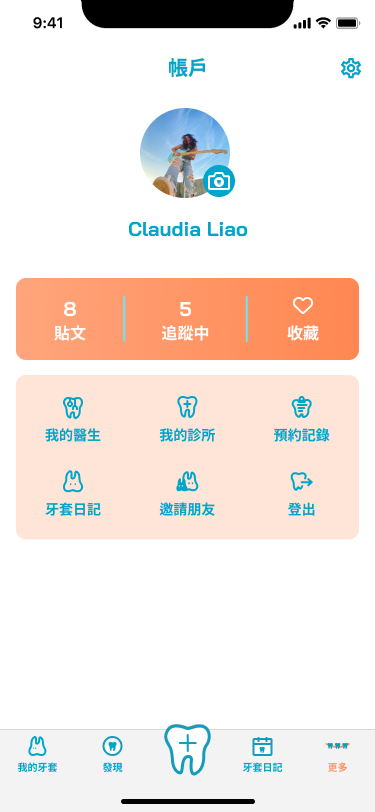 9:41
帳戶
Claudia Liao
8
5
貼文
追蹤中
收藏
我的醫生
我的診所
預約記錄
牙套日記
邀請朋友
登出
我的牙套
發現
牙套日記
更多